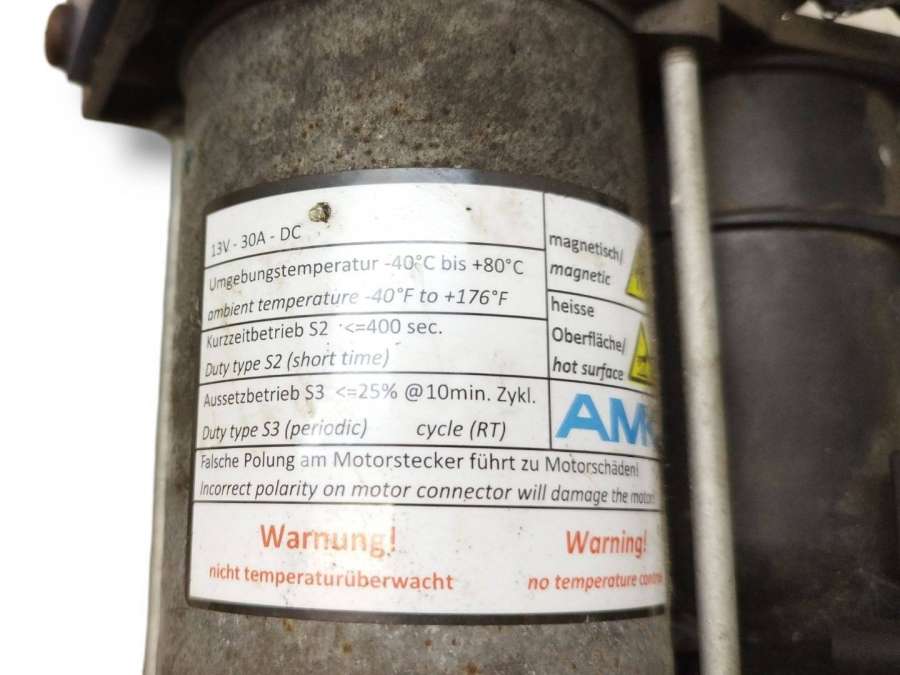 13V - 30A - DC
Umgebungstemperatur -40°C bis +80°C
ambient temperature -40°F to +176°F
Kurzzeitbetrieb S2 <=400 sec.
Duty type S2 (short time)
Aussetzbetrieb S3 <=25% @10min. Zykl.
Duty type S3 (periodic) cycle (RT)
magnetisch/
magnetic
heisse
Oberfläche/
hot surface
Falsche Polung am Motorstecker führt zu Motorschäden!
Incorrect polarity on motor connector will damage the motor!
Warnung!
nicht temperaturüberwacht
Warning!
no temperature